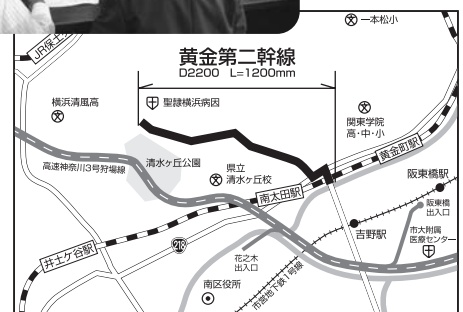 一本松小
JR保土
黄金第二幹線
D2200 L=1200mm
聖隷横浜病因
横浜清風高
関東学院
高・中・小
黄金町駅
高速神奈川3号狩場線
清水ヶ丘公園
県立
清水ヶ丘校
阪東橋駅
南太田駅
阪東橋
出入口
吉野駅
市大附属
医療センター
井土ケ谷駅
花之木
出入口
南区役所
市営地下鉄1号線